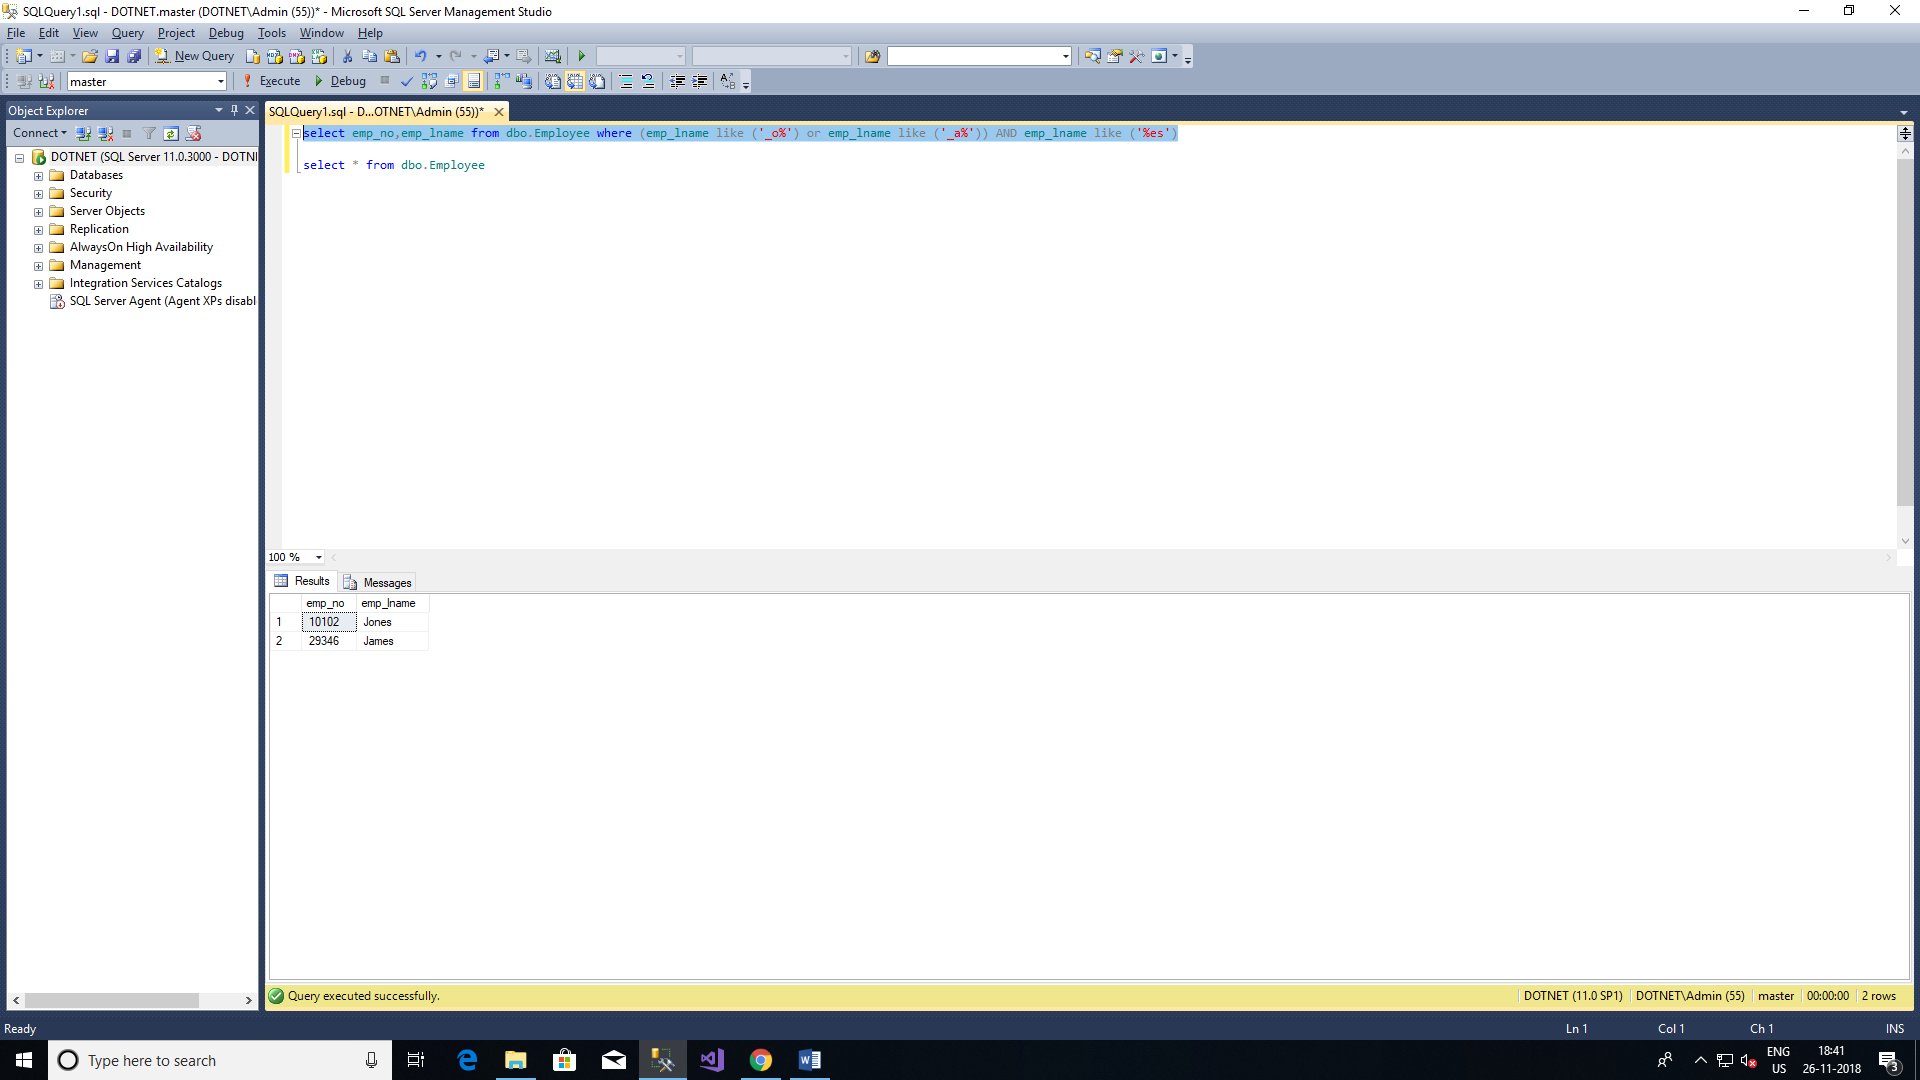 SQLQuery1.sql - DOTNET.master (DOTNET\Admin (55))* - Microsoft SQL Server Management Studio
File Edit View Query Project Debug Tools Window Help
New Query
master Execute Debug
Object Explorer
Connect
DOTNET (SQL Server 11.0.3000 - DOTNI
Databases
Security
Server Objects
Replication
AlwaysOn High Availability
Management
Integration Services Catalogs
SQL Server Agent (Agent XPs disabl
SQLQuery1.sql - D...OTNET\Admin (55))*
select emp_no,emp_lname from dbo.Employee where (emp_lname like ('_o%') or emp_lname like ('_a%')) AND emp_lname like ('%es')
select * from dbo.Employee
100 %
Results Messages
emp_no emp_lname
1 10102 Jones
2 29346 James
Query executed successfully. DOTNET (11.0 SP1) DOTNET\Admin (55) master 00:00:00 2 rows
Ready Ln 1 Col 1 Ch 1 INS
Type here to search
ENG
US
18:41
26-11-2018
3